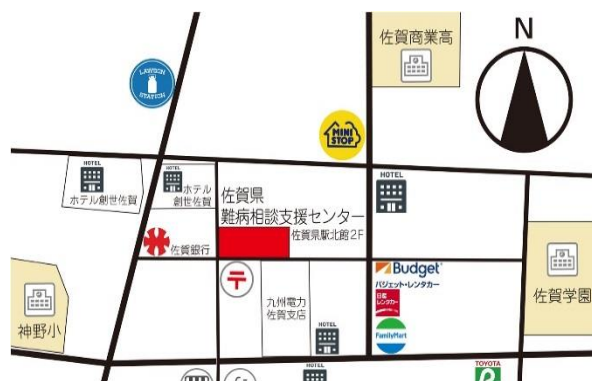 佐賀商業高
N
LAWSON
STATION
MINI
STOP
HOTEL
ホテル創世佐賀
HOTEL
ホテル
創世佐賀
佐賀県
難病相談支援センター
佐賀県駅北館2F
HOTEL
佐賀銀行
Budget
バジェット・レンタカー
日産
レンタカー
FamilyMart
九州電力
佐賀支店
HOTEL
佐賀学園
神野小
HOTEL
TOYOTA